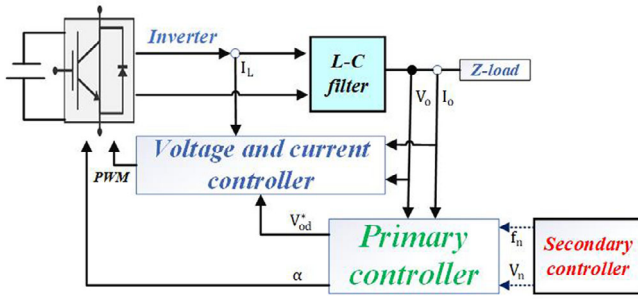 Inverter
I_L
L-C
filter
Z-load
V_o
I_o
Voltage and current
controller
PWM
V*_od
Primary
controller
f_n
V_n
Secondary
controller
α